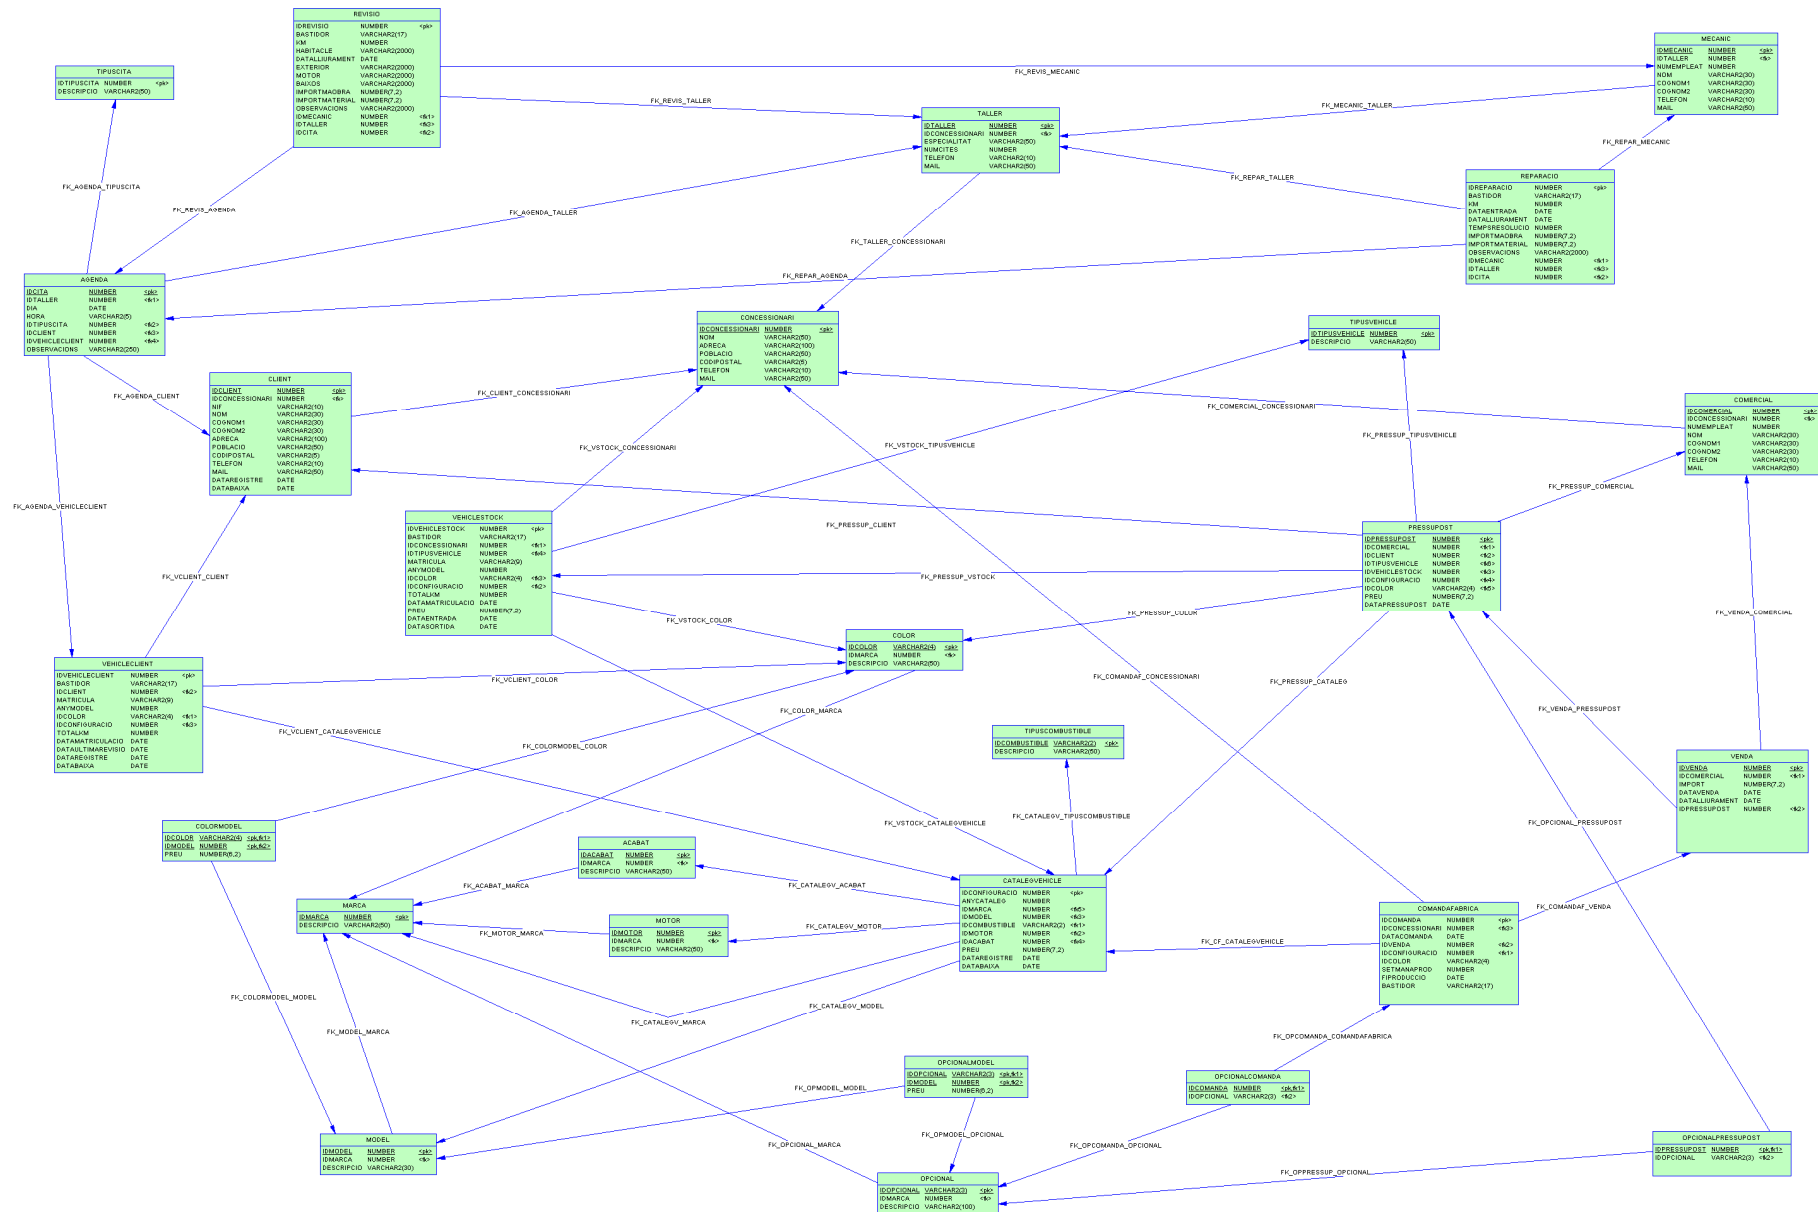 REVISIO
IDREVISIO NUMBER <pk>
BASTIDOR VARCHAR2(17)
KM NUMBER
HABITACLE VARCHAR2(2000)
DATALLIURAMENT DATE
EXTERIOR VARCHAR2(2000)
MOTOR VARCHAR2(2000)
BAIXOS VARCHAR2(2000)
IMPORTMAOBRA NUMBER(7,2)
IMPORTMATERIAL NUMBER(7,2)
OBSERVACIONS VARCHAR2(2000)
IDMECANIC NUMBER <fk1>
IDTALLER NUMBER <fk3>
IDCITA NUMBER <fk2>
MECANIC
IDMECANIC NUMBER <pk>
IDTALLER NUMBER <fk>
NUMEMPLEAT NUMBER
NOM VARCHAR2(30)
COGNOM1 VARCHAR2(30)
COGNOM2 VARCHAR2(30)
TELEFON VARCHAR2(10)
MAIL VARCHAR2(50)
TIPUSCITA
IDTIPUSCITA NUMBER <pk>
DESCRIPCIO VARCHAR2(50)
FK_REVIS_MECANIC
FK_REVIS_TALLER
FK_MECANIC_TALLER
TALLER
IDTALLER NUMBER <pk>
IDCONCESSIONARI NUMBER <fk>
ESPECIALITAT VARCHAR2(50)
NUMCITES NUMBER
TELEFON VARCHAR2(10)
MAIL VARCHAR2(50)
FK_REPAR_MECANIC
FK_REPAR_TALLER
REPARACIO
IDREPARACIO NUMBER <pk>
BASTIDOR VARCHAR2(17)
KM NUMBER
DATAENTRADA DATE
DATALLIURAMENT DATE
TEMPSRESOLUCIO NUMBER
IMPORTMAOBRA NUMBER(7,2)
IMPORTMATERIAL NUMBER(7,2)
OBSERVACIONS VARCHAR2(2000)
IDMECANIC NUMBER <fk1>
IDTALLER NUMBER <fk3>
IDCITA NUMBER <fk2>
FK_AGENDA_TIPUSCITA
FK_REVIS_AGENDA
FK_AGENDA_TALLER
FK_TALLER_CONCESSIONARI
FK_REPAR_AGENDA
AGENDA
IDCITA NUMBER <pk>
IDTALLER NUMBER <fk1>
DIA DATE
HORA VARCHAR2(5)
IDTIPUSCITA NUMBER <fk2>
IDCLIENT NUMBER <fk3>
IDVEHICLECLIENT NUMBER <fk4>
OBSERVACIONS VARCHAR2(250)
CONCESSIONARI
IDCONCESSIONARI NUMBER <pk>
NOM VARCHAR2(50)
ADRECA VARCHAR2(100)
POBLACIO VARCHAR2(50)
CODIPOSTAL VARCHAR2(5)
TELEFON VARCHAR2(10)
MAIL VARCHAR2(50)
TIPUSVEHICLE
IDTIPUSVEHICLE NUMBER <pk>
DESCRIPCIO VARCHAR2(50)
CLIENT
IDCLIENT NUMBER <pk>
IDCONCESSIONARI NUMBER <fk>
NIF VARCHAR2(10)
NOM VARCHAR2(30)
COGNOM1 VARCHAR2(30)
COGNOM2 VARCHAR2(30)
ADRECA VARCHAR2(100)
POBLACIO VARCHAR2(50)
CODIPOSTAL VARCHAR2(5)
TELEFON VARCHAR2(10)
MAIL VARCHAR2(50)
DATAREGISTRE DATE
DATABAIXA DATE
FK_AGENDA_CLIENT
FK_CLIENT_CONCESSIONARI
FK_COMERCIAL_CONCESSIONARI
COMERCIAL
IDCOMERCIAL NUMBER <pk>
IDCONCESSIONARI NUMBER <fk>
NUMEMPLEAT NUMBER
NOM VARCHAR2(30)
COGNOM1 VARCHAR2(30)
COGNOM2 VARCHAR2(30)
TELEFON VARCHAR2(10)
MAIL VARCHAR2(50)
FK_VSTOCK_CONCESSIONARI
FK_VSTOCK_TIPUSVEHICLE
FK_PRESSUP_TIPUSVEHICLE
FK_PRESSUP_COMERCIAL
FK_AGENDA_VEHICLECLIENT
FK_VCLIENT_CLIENT
VEHICLESTOCK
IDVEHICLESTOCK NUMBER <pk>
BASTIDOR VARCHAR2(17)
IDCONCESSIONARI NUMBER <fk1>
IDTIPUSVEHICLE NUMBER <fk4>
MATRICULA VARCHAR2(9)
ANYMODEL NUMBER
IDCOLOR VARCHAR2(4) <fk3>
IDCONFIGURACIO NUMBER <fk2>
TOTALKM NUMBER
DATAMATRICULACIO DATE
PREU NUMBER(7,2)
DATAENTRADA DATE
DATASORTIDA DATE
FK_PRESSUP_CLIENT
FK_PRESSUP_VSTOCK
PRESSUPOST
IDPRESSUPOST NUMBER <pk>
IDCOMERCIAL NUMBER <fk1>
IDCLIENT NUMBER <fk2>
IDTIPUSVEHICLE NUMBER <fk6>
IDVEHICLESTOCK NUMBER <fk3>
IDCONFIGURACIO NUMBER <fk4>
IDCOLOR VARCHAR2(4) <fk5>
PREU NUMBER(7,2)
DATAPRESSUPOST DATE
FK_VSTOCK_COLOR
FK_PRESSUP_COLOR
FK_VENDA_COMERCIAL
COLOR
IDCOLOR VARCHAR2(4) <pk>
IDMARCA NUMBER <fk>
DESCRIPCIO VARCHAR2(50)
VEHICLECLIENT
IDVEHICLECLIENT NUMBER <pk>
BASTIDOR VARCHAR2(17)
IDCLIENT NUMBER <fk2>
MATRICULA VARCHAR2(9)
ANYMODEL NUMBER
IDCOLOR VARCHAR2(4) <fk1>
IDCONFIGURACIO NUMBER <fk3>
TOTALKM NUMBER
DATAMATRICULACIO DATE
DATAULTIMAREVISIO DATE
DATAREGISTRE DATE
DATABAIXA DATE
FK_VCLIENT_COLOR
FK_COMANDAF_CONCESSIONARI
FK_PRESSUP_CATALEG
FK_COLOR_MARCA
FK_VENDA_PRESSUPOST
FK_VCLIENT_CATALEGVEHICLE
FK_COLORMODEL_COLOR
TIPUSCOMBUSTIBLE
IDCOMBUSTIBLE VARCHAR2(2) <pk>
DESCRIPCIO VARCHAR2(50)
VENDA
IDVENDA NUMBER <pk>
IDCOMERCIAL NUMBER <fk1>
IMPORT NUMBER(7,2)
DATAVENDA DATE
DATALLIURAMENT DATE
IDPRESSUPOST NUMBER <fk2>
FK_VSTOCK_CATALEGVEHICLE
FK_CATALEGV_TIPUSCOMBUSTIBLE
FK_OPCIONAL_PRESSUPOST
COLORMODEL
IDCOLOR VARCHAR2(4) <pk,fk1>
IDMODEL NUMBER <pk,fk2>
PREU NUMBER(6,2)
ACABAT
IDACABAT NUMBER <pk>
IDMARCA NUMBER <fk>
DESCRIPCIO VARCHAR2(50)
FK_ACABAT_MARCA
FK_CATALEGV_ACABAT
CATALEGVEHICLE
IDCONFIGURACIO NUMBER <pk>
ANYCATALEG NUMBER
IDMARCA NUMBER <fk5>
IDMODEL NUMBER <fk3>
IDCOMBUSTIBLE VARCHAR2(2) <fk1>
IDMOTOR NUMBER <fk2>
IDACABAT NUMBER <fk4>
PREU NUMBER(7,2)
DATAREGISTRE DATE
DATABAIXA DATE
MARCA
IDMARCA NUMBER <pk>
DESCRIPCIO VARCHAR2(50)
MOTOR
IDMOTOR NUMBER <pk>
IDMARCA NUMBER <fk>
DESCRIPCIO VARCHAR2(50)
FK_MOTOR_MARCA
FK_CATALEGV_MOTOR
FK_CF_CATALEGVEHICLE
FK_COMANDAF_VENDA
COMANDAFABRICA
IDCOMANDA NUMBER <pk>
IDCONCESSIONARI NUMBER <fk3>
DATACOMANDA DATE
IDVENDA NUMBER <fk2>
IDCONFIGURACIO NUMBER <fk1>
IDCOLOR VARCHAR2(4)
SETMANAPROD NUMBER
FIPRODUCCIO DATE
BASTIDOR VARCHAR2(17)
FK_COLORMODEL_MODEL
FK_MODEL_MARCA
FK_CATALEGV_MARCA
FK_CATALEGV_MODEL
FK_OPCOMANDA_COMANDAFABRICA
OPCIONALMODEL
IDOPCIONAL VARCHAR2(3) <pk,fk1>
IDMODEL NUMBER <pk,fk2>
PREU NUMBER(6,2)
OPCIONALCOMANDA
IDCOMANDA NUMBER <pk,fk1>
IDOPCIONAL VARCHAR2(3) <fk2>
FK_OPMODEL_MODEL
FK_OPMODEL_OPCIONAL
FK_OPCIONAL_MARCA
FK_OPCOMANDA_OPCIONAL
FK_OPPRESSUP_OPCIONAL
MODEL
IDMODEL NUMBER <pk>
IDMARCA NUMBER <fk>
DESCRIPCIO VARCHAR2(30)
OPCIONALPRESSUPOST
IDPRESSUPOST NUMBER <pk,fk1>
IDOPCIONAL VARCHAR2(3) <fk2>
OPCIONAL
IDOPCIONAL VARCHAR2(3) <pk>
IDMARCA NUMBER <fk>
DESCRIPCIO VARCHAR2(100)